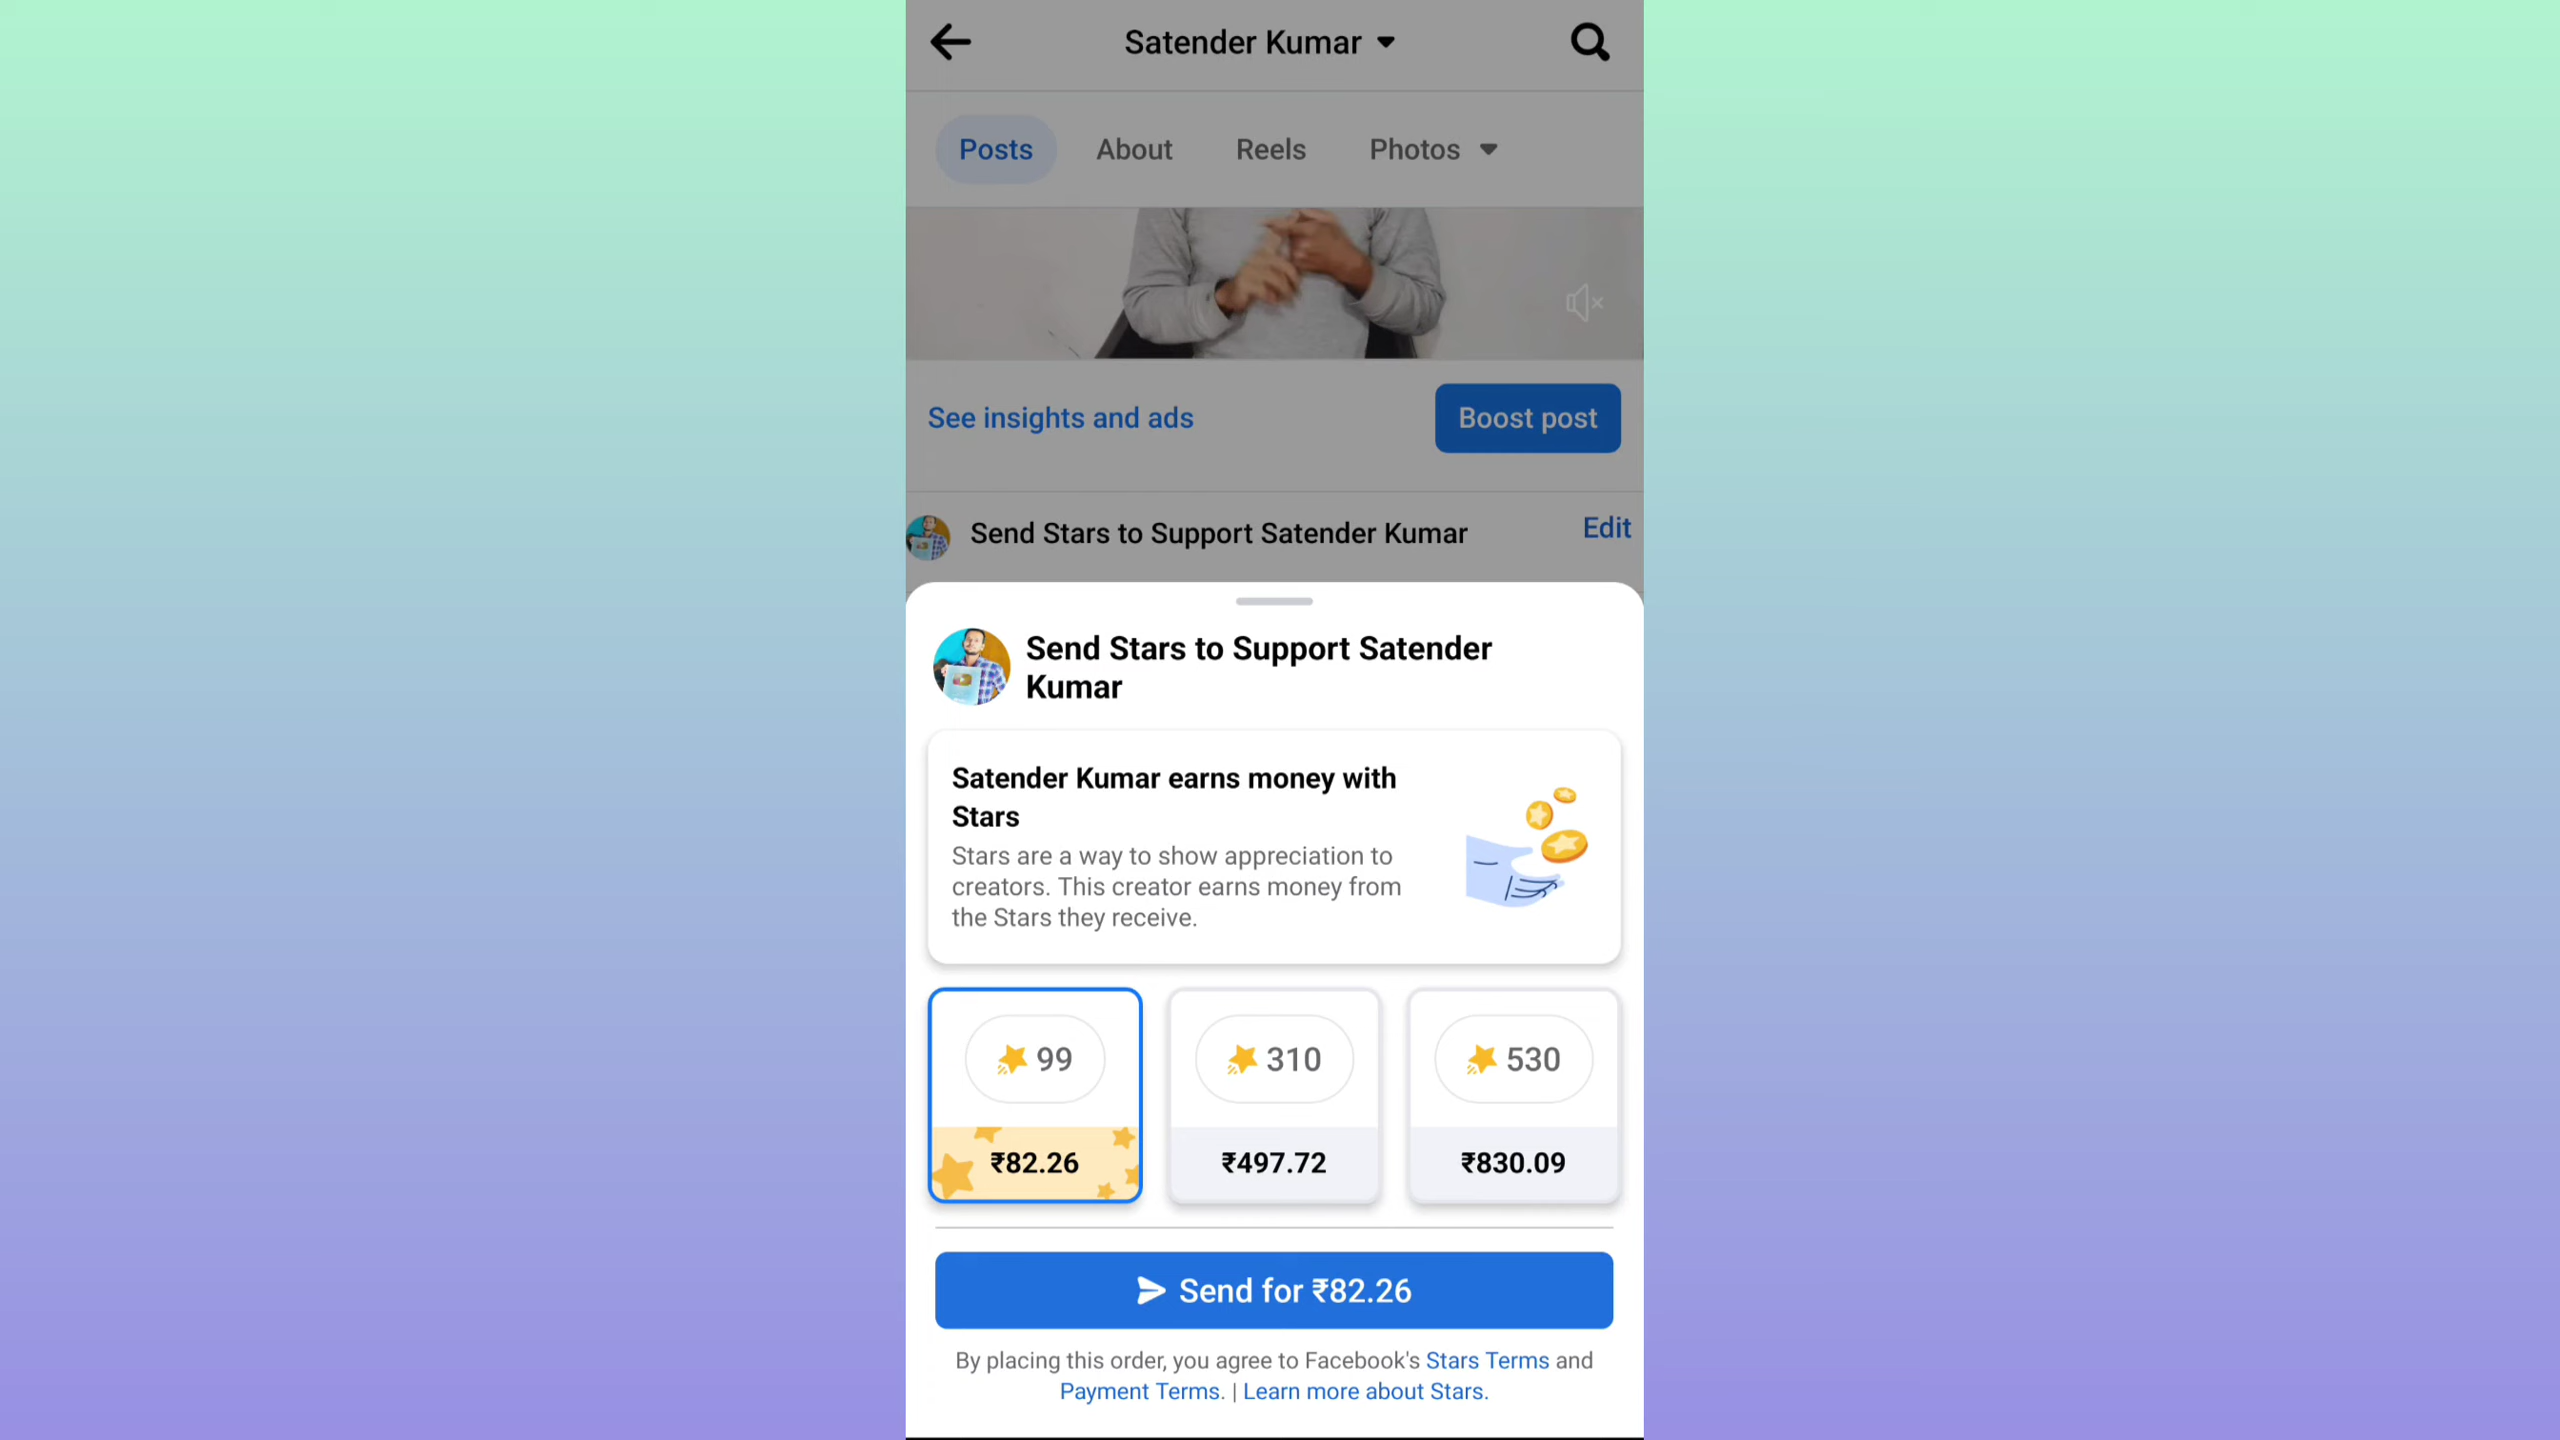 Satender Kumar
Posts
About
Reels
Photos
See insights and ads
Boost post
Send Stars to Support Satender Kumar
Edit
Send Stars to Support Satender
Kumar
Satender Kumar earns money with
Stars
Stars are a way to show appreciation to
creators. This creator earns money from
the Stars they receive.
99
310
530
₹82.26
₹497.72
₹830.09
Send for ₹82.26
By placing this order, you agree to Facebook's Stars Terms and
Payment Terms. | Learn more about Stars.